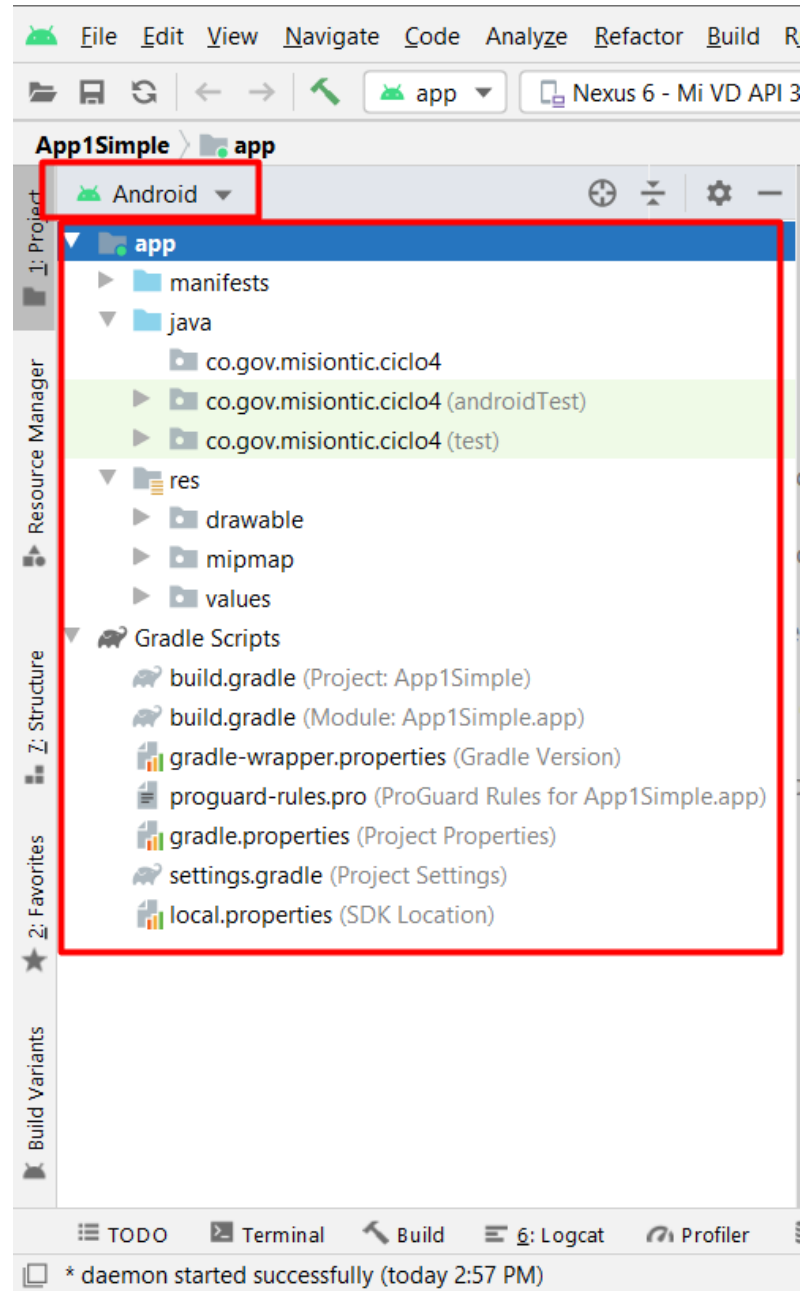 File Edit View Navigate Code Analyze Refactor Build R
app Nexus 6 - Mi VD API 3
App1Simple app
Android
1: Project
Resource Manager
7: Structure
2: Favorites
Build Variants
app
manifests
java
co.gov.misiontic.ciclo4
co.gov.misiontic.ciclo4 (androidTest)
co.gov.misiontic.ciclo4 (test)
res
drawable
mipmap
values
Gradle Scripts
build.gradle (Project: App1Simple)
build.gradle (Module: App1Simple.app)
gradle-wrapper.properties (Gradle Version)
proguard-rules.pro (ProGuard Rules for App1Simple.app)
gradle.properties (Project Properties)
settings.gradle (Project Settings)
local.properties (SDK Location)
TODO Terminal Build 6: Logcat Profiler
* daemon started successfully (today 2:57 PM)